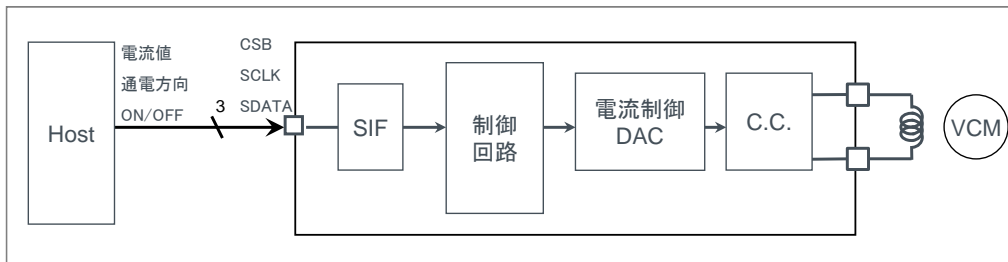 Host
電流値
通電方向
ON/OFF
3
CSB
SCLK
SDATA
SIF
制御
回路
電流制御
DAC
C.C.
VCM